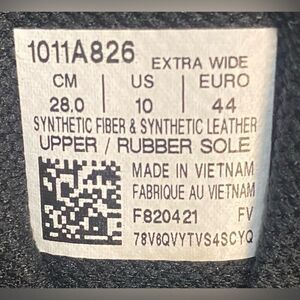 1011A826 EXTRA WIDE
CM | US | EURO
28.0 | 10 | 44
SYNTHETIC FIBER & SYNTHETIC LEATHER
UPPER / RUBBER SOLE
MADE IN VIETNAM
FABRIQUE AU VIETNAM
F820421 FV
78V6QVYTVS4SCYQ